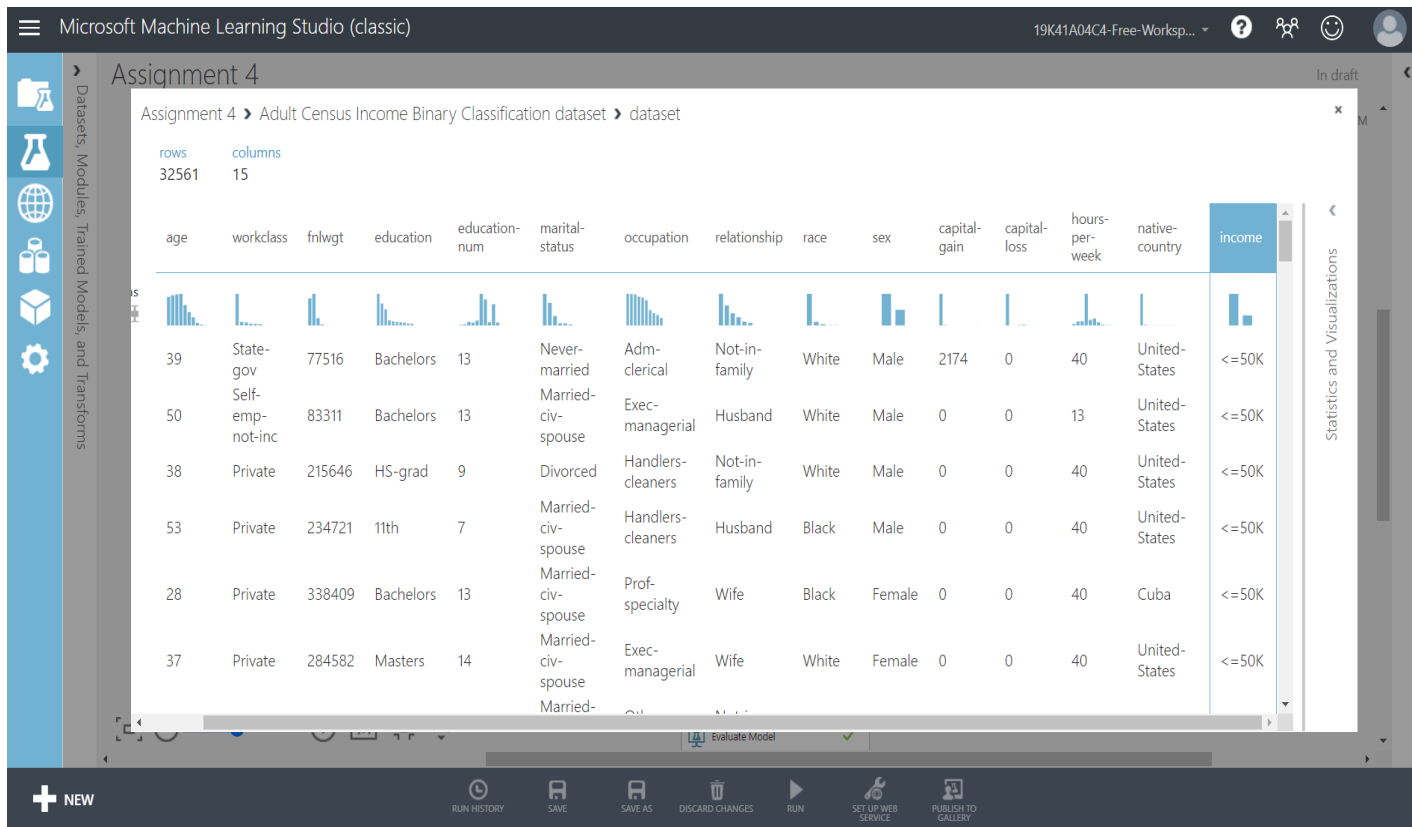 Microsoft Machine Learning Studio (classic)
19K41A04C4-Free-Worksp...
?
Assignment 4
In draft
Datasets, Modules, Trained Models, and Transforms
Assignment 4 > Adult Census Income Binary Classification dataset > dataset
x
M
rows columns
32561 15
age workclass fnlwgt education education-num marital-status occupation relationship race sex capital-gain capital-loss hours-per-week native-country income
ns
39 State-gov 77516 Bachelors 13 Never-married Adm-clerical Not-in-family White Male 2174 0 40 United-States <=50K
50 Self-emp-not-inc 83311 Bachelors 13 Married-civ-spouse Exec-managerial Husband White Male 0 0 13 United-States <=50K
38 Private 215646 HS-grad 9 Divorced Handlers-cleaners Not-in-family White Male 0 0 40 United-States <=50K
53 Private 234721 11th 7 Married-civ-spouse Handlers-cleaners Husband Black Male 0 0 40 United-States <=50K
28 Private 338409 Bachelors 13 Married-civ-spouse Prof-specialty Wife Black Female 0 0 40 Cuba <=50K
37 Private 284582 Masters 14 Married-civ-spouse Exec-managerial Wife White Female 0 0 40 United-States <=50K
Married-
Statistics and Visualizations
Evaluate Model
NEW
RUN HISTORY
SAVE
SAVE AS
DISCARD CHANGES
RUN
SET UP WEB SERVICE
PUBLISH TO GALLERY